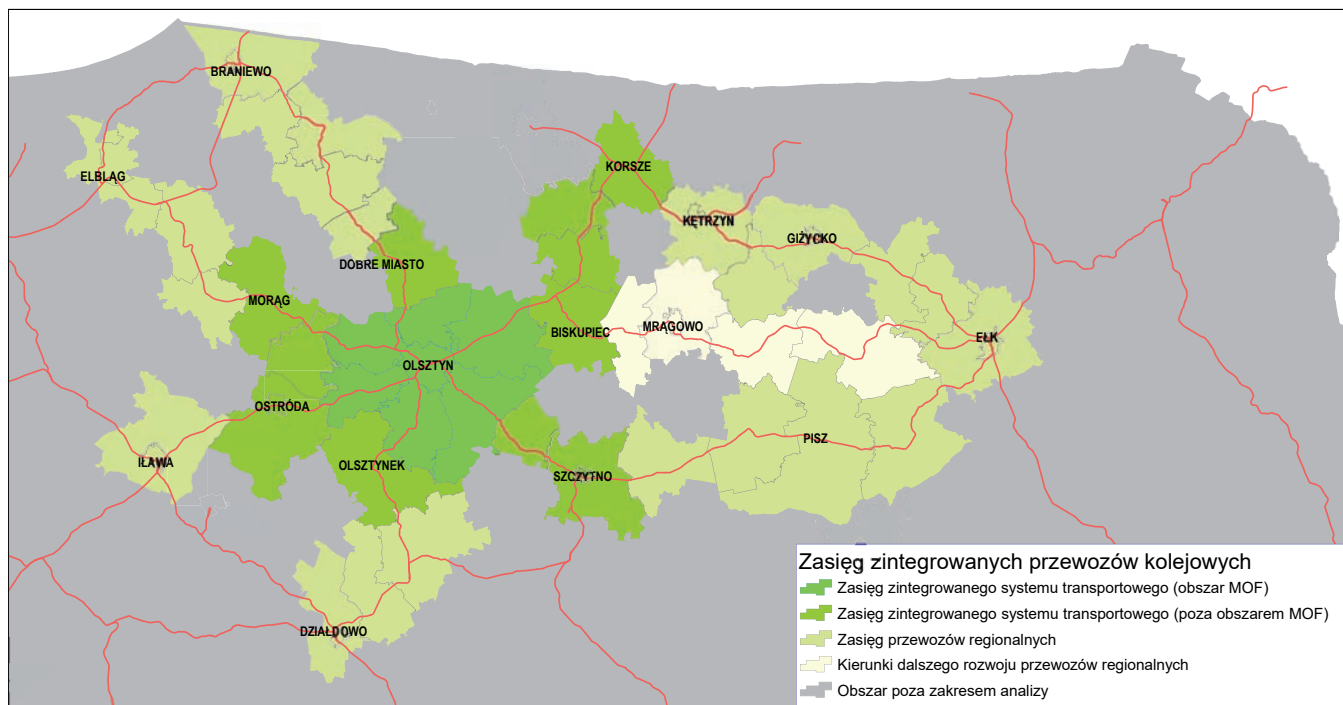 BRANIEWO
ELBLĄG
KORSZE
KĘTRZYN
GIŻYCKO
DOBRE MIASTO
MORĄG
BISKUPIEC
MRĄGOWO
EŁK
OLSZTYN
OSTRÓDA
IŁAWA
OLSZTYNEK
SZCZYTNO
PISZ
DZIAŁDOWO
Zasięg zintegrowanych przewozów kolejowych
Zasięg zintegrowanego systemu transportowego (obszar MOF)
Zasięg zintegrowanego systemu transportowego (poza obszarem MOF)
Zasięg przewozów regionalnych
Kierunki dalszego rozwoju przewozów regionalnych
Obszar poza zakresem analizy